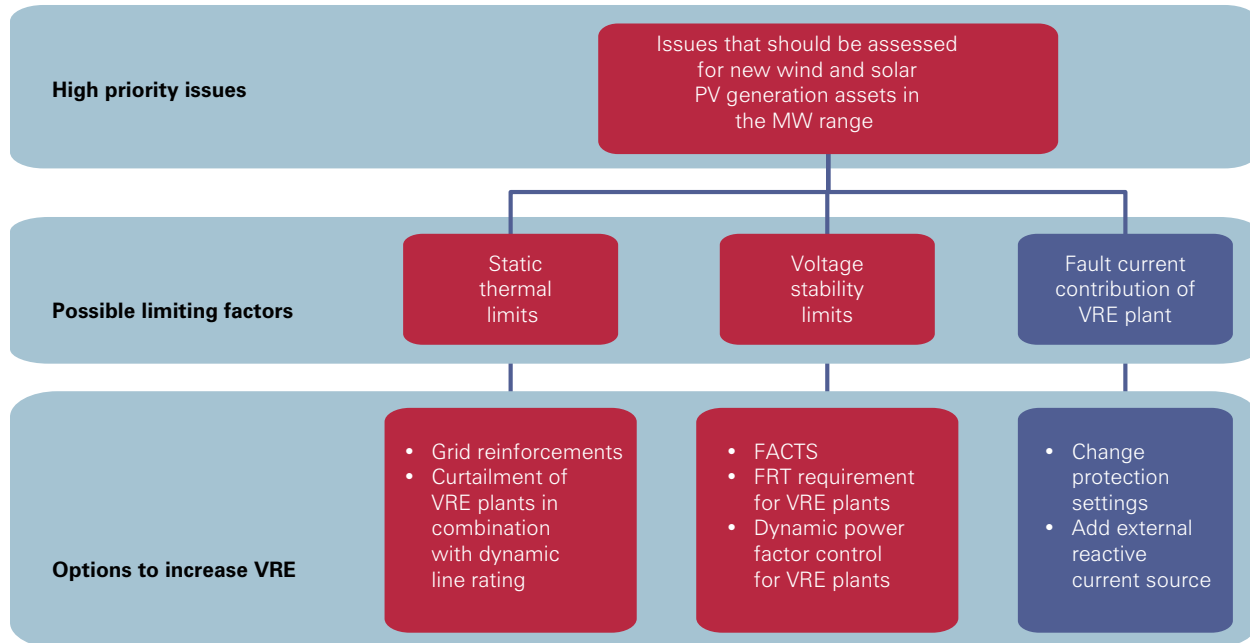 High priority issues
Issues that should be assessed
for new wind and solar
PV generation assets in
the MW range
Possible limiting factors
Static
thermal
limits
Voltage
stability
limits
Fault current
contribution of
VRE plant
Options to increase VRE
• Grid reinforcements
• Curtailment of
VRE plants in
combination
with dynamic
line rating
• FACTS
• FRT requirement
for VRE plants
• Dynamic power
factor control
for VRE plants
• Change
protection
settings
• Add external
reactive
current source